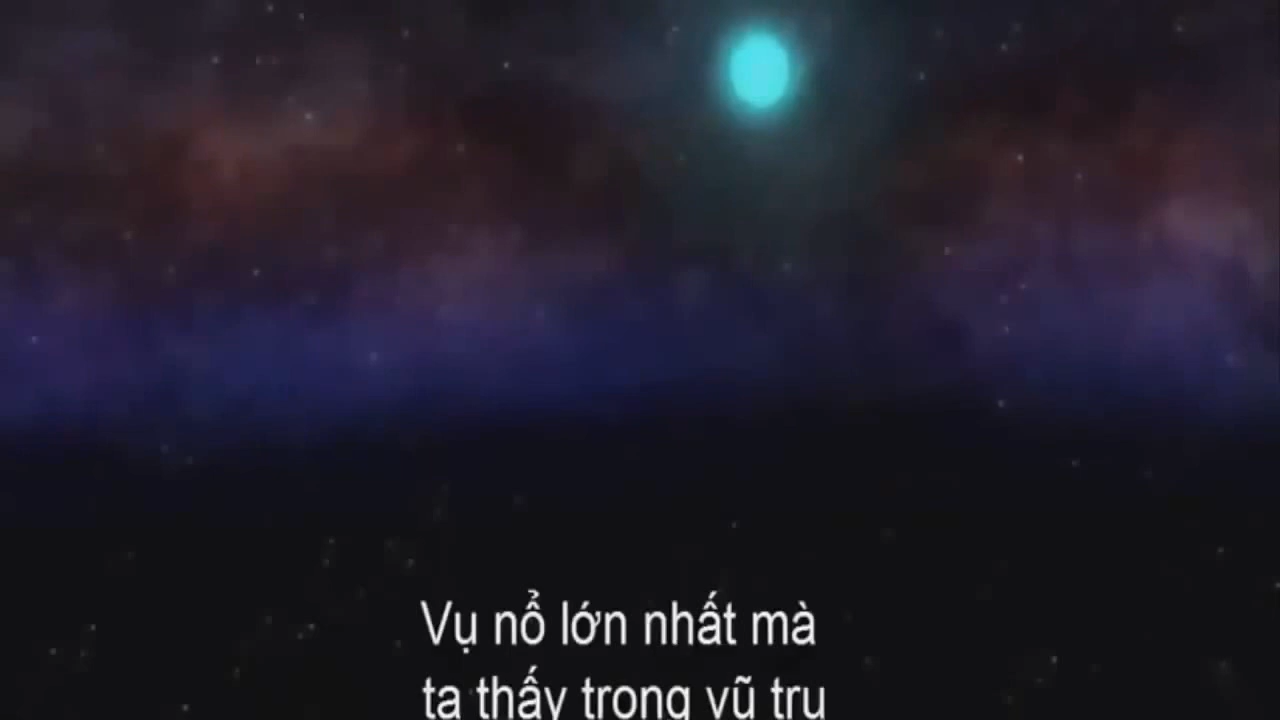 Vụ nổ lớn nhất mà
ta thấy trong vũ trụ